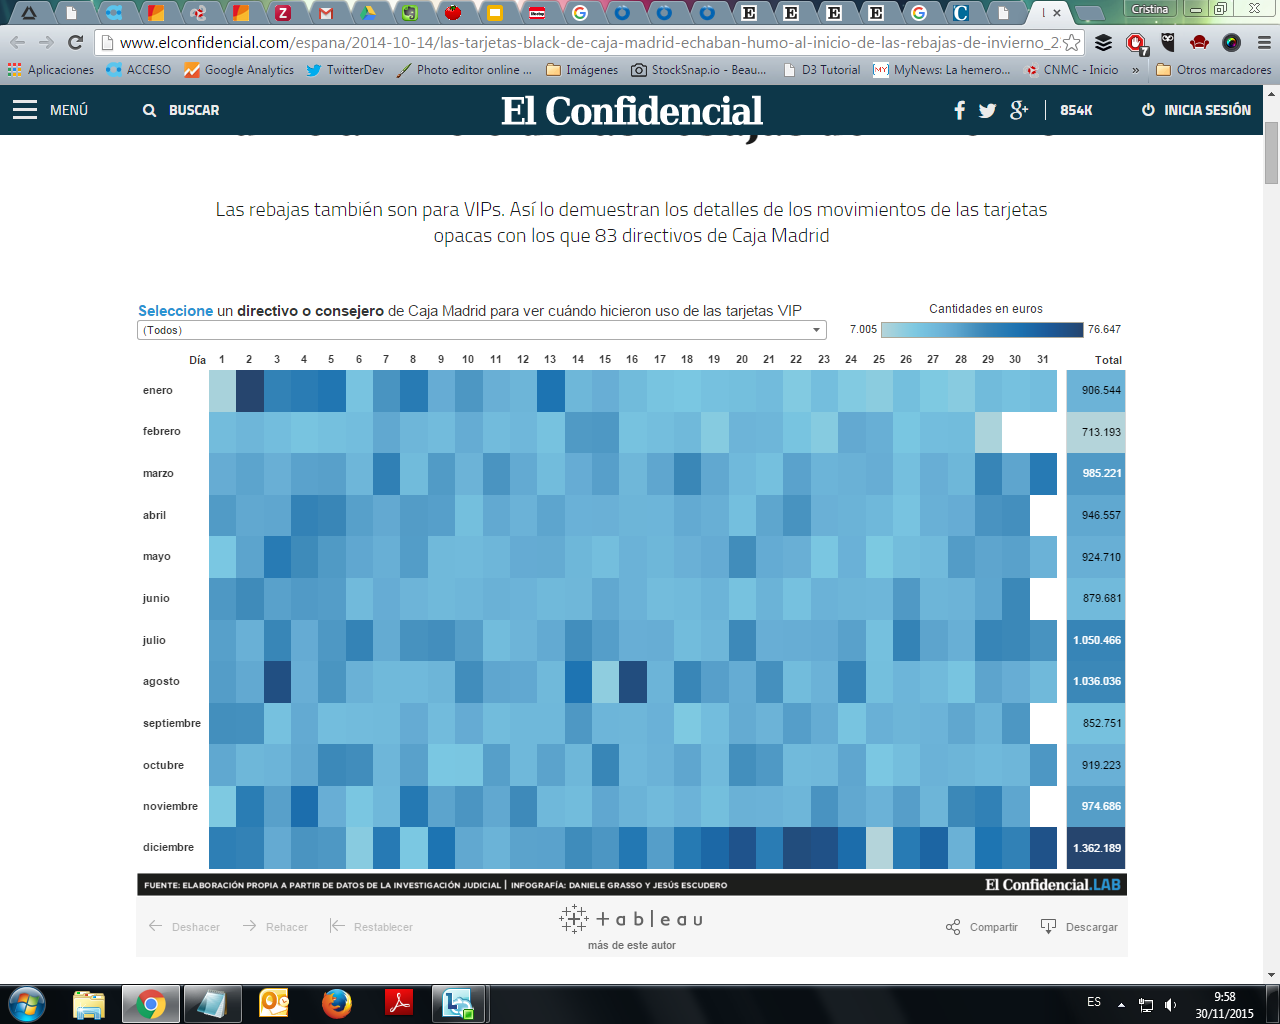 Cristina
www.elconfidencial.com/espana/2014-10-14/las-tarjetas-black-de-caja-madrid-echaban-humo-al-inicio-de-las-rebajas-de-invierno_2
7
Aplicaciones ACCESO Google Analytics TwitterDev Photo editor online ... Imágenes StockSnap.io - Beau... D3 Tutorial MyNews: La hemero... CNMC - Inicio » Otros marcadores
MENÚ BUSCAR El Confidencial 854K INICIA SESIÓN
Las rebajas también son para VIPs. Así lo demuestran los detalles de los movimientos de las tarjetas
opacas con los que 83 directivos de Caja Madrid
Seleccione un directivo o consejero de Caja Madrid para ver cuándo hicieron uso de las tarjetas VIP
(Todos)
Cantidades en euros
7.005 76.647
Día 1 2 3 4 5 6 7 8 9 10 11 12 13 14 15 16 17 18 19 20 21 22 23 24 25 26 27 28 29 30 31 Total
enero 906.544
febrero 713.193
marzo 985.221
abril 946.557
mayo 924.710
junio 879.681
julio 1.050.466
agosto 1.036.036
septiembre 852.751
octubre 919.223
noviembre 974.686
diciembre 1.362.189
FUENTE: ELABORACIÓN PROPIA A PARTIR DE DATOS DE LA INVESTIGACIÓN JUDICIAL | INFOGRAFÍA: DANIELE GRASSO Y JESÚS ESCUDERO El Confidencial.LAB
Deshacer Rehacer Restablecer +ableau Compartir Descargar
más de este autor
ES 9:58
30/11/2015